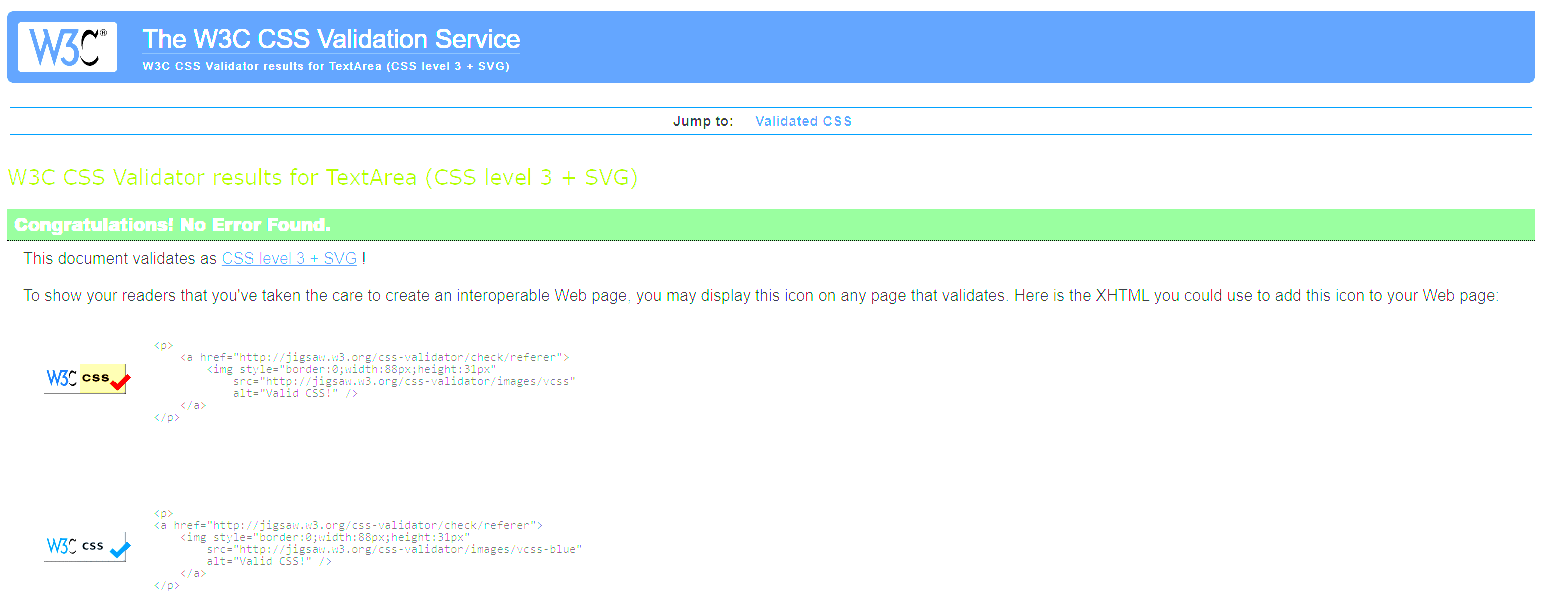 W3C®
The W3C CSS Validation Service
W3C CSS Validator results for TextArea (CSS level 3 + SVG)
Jump to: Validated CSS
W3C CSS Validator results for TextArea (CSS level 3 + SVG)
Congratulations! No Error Found.
This document validates as CSS level 3 + SVG !
To show your readers that you've taken the care to create an interoperable Web page, you may display this icon on any page that validates. Here is the XHTML you could use to add this icon to your Web page:
W3C css
<p>
<a href="http://jigsaw.w3.org/css-validator/check/referer">
<img style="border:0;width:88px;height:31px"
src="http://jigsaw.w3.org/css-validator/images/vcss"
alt="Valid CSS!" />
</a>
</p>
W3C css
<p>
<a href="http://jigsaw.w3.org/css-validator/check/referer">
<img style="border:0;width:88px;height:31px"
src="http://jigsaw.w3.org/css-validator/images/vcss-blue"
alt="Valid CSS!" />
</a>
</p>